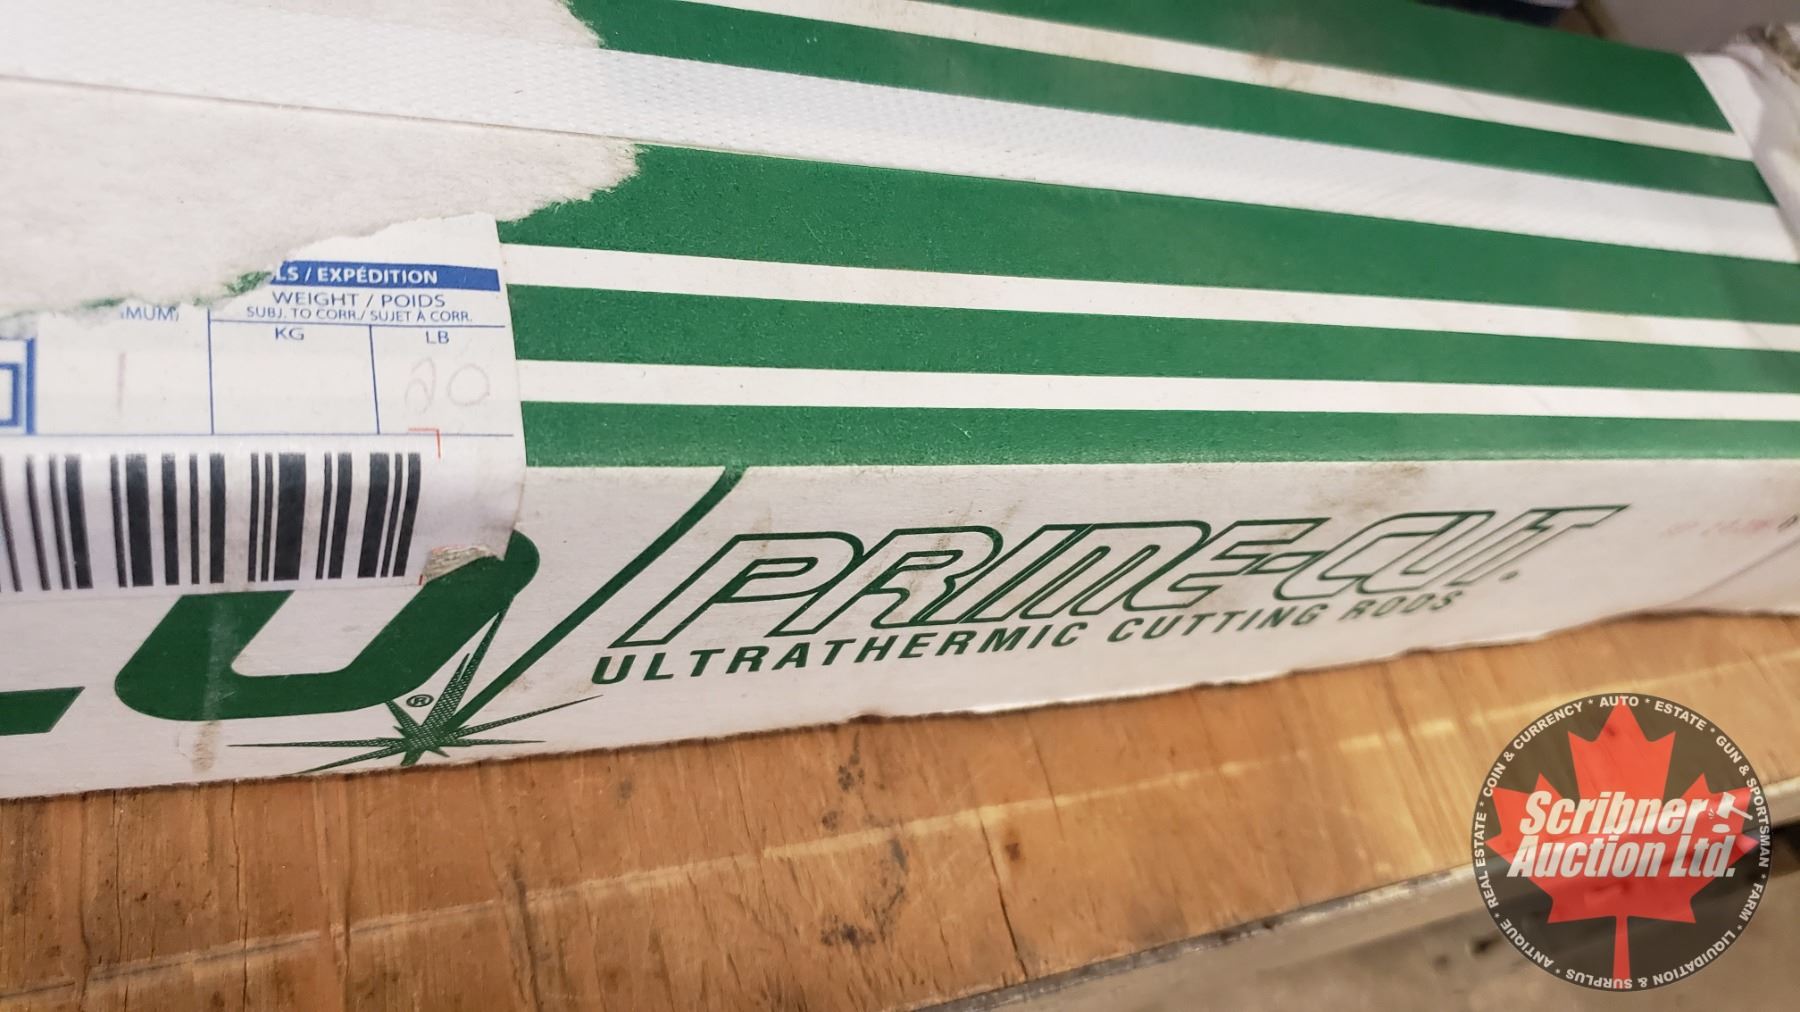 LS / EXPÉDITION
WEIGHT / POIDS
SUBJ. TO CORR./ SUJET À CORR.
IMUM)
KG
LB
1
20
PRIME-CUT.
ULTRATHERMIC CUTTING RODS
®
Scribner
Auction Ltd.
ANTIQUE * REAL ESTATE * COIN & CURRENCY * AUTO * ESTATE * GUN & SPORTSMAN * FARM * LIQUIDATION & SURPLUS *